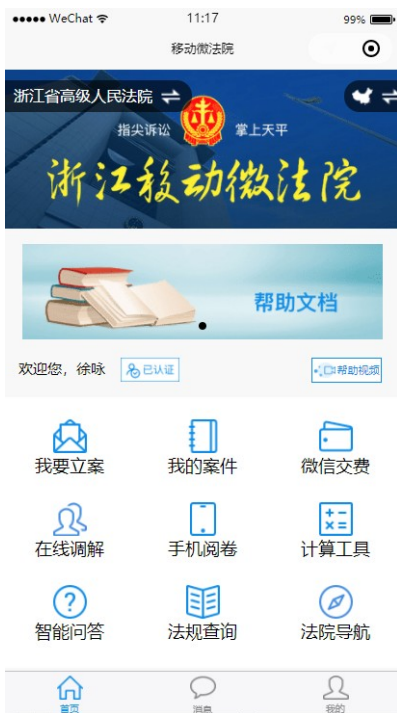 ●●●●● WeChat 11:17 99%
移动微法院
浙江省高级人民法院
指尖诉讼 掌上天平
浙江移动微法院
帮助文档
欢迎您，徐咏 已认证 帮助视频
我要立案 我的案件 微信交费
在线调解 手机阅卷 计算工具
智能问答 法规查询 法院导航
首页 消息 我的